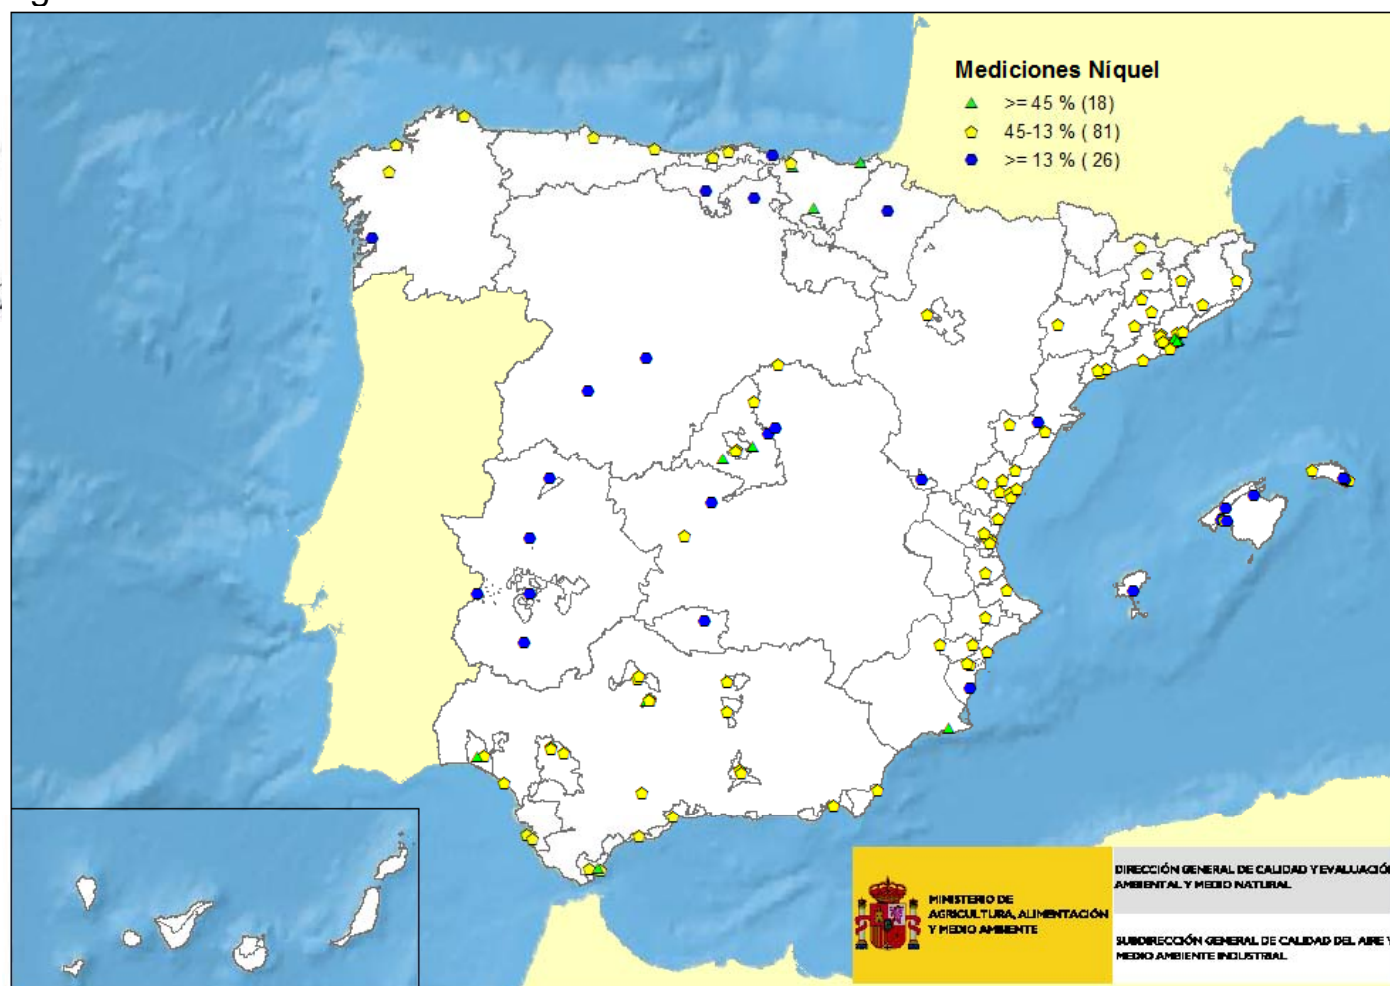 Mediciones Níquel
>= 45 % (18)
45-13 % ( 81)
>= 13 % ( 26)
MINISTERIO DE
AGRICULTURA, ALIMENTACIÓN
Y MEDIO AMBIENTE
DIRECCIÓN GENERAL DE CALIDAD Y EVALUACIÓN
AMBIENTAL Y MEDIO NATURAL
SUBDIRECCIÓN GENERAL DE CALIDAD DEL AIRE Y
MEDIO AMBIENTE INDUSTRIAL